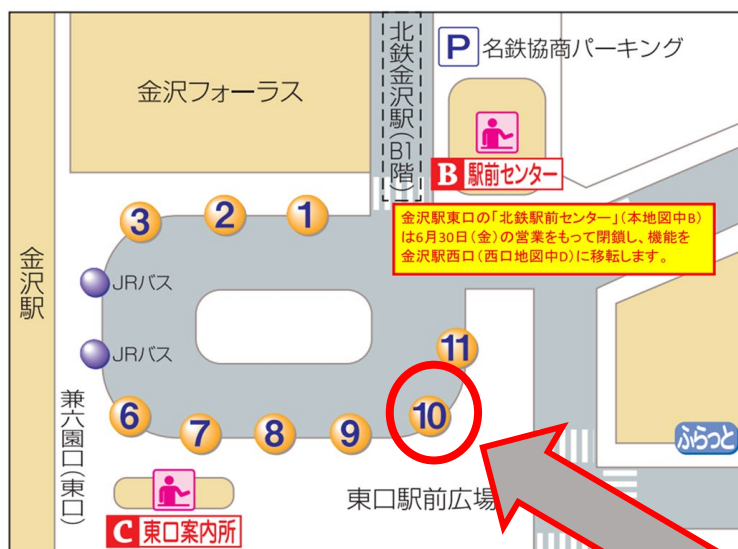 北鉄金沢駅(B1階)
P 名鉄協商パーキング
金沢フォーラス
B 駅前センター
金沢駅東口の「北鉄駅前センター」(本地図中B)
は6月30日(金)の営業をもって閉鎖し、機能を
金沢駅西口(西口地図中D)に移転します。
3
2
1
金沢駅
JRバス
JRバス
11
10
6
7
8
9
兼六園口(東口)
ふらっと
東口駅前広場
C 東口案内所